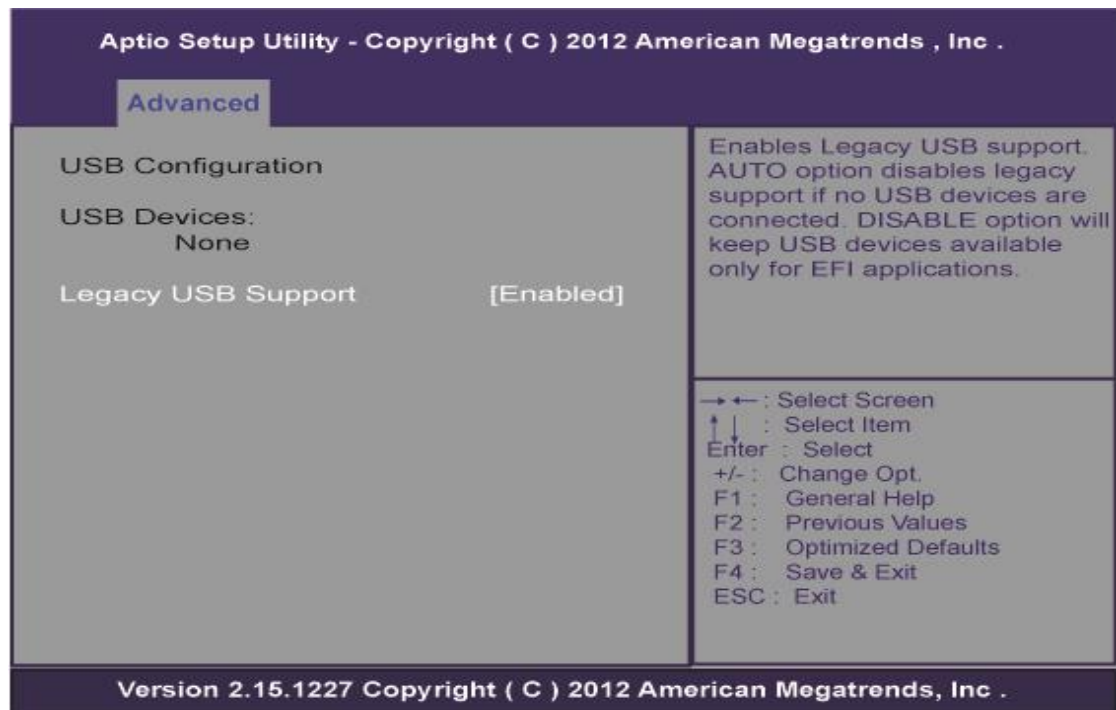 Aptio Setup Utility - Copyright ( C ) 2012 American Megatrends , Inc .
Advanced
USB Configuration
USB Devices:
None
Legacy USB Support [Enabled]
Enables Legacy USB support.
AUTO option disables legacy
support if no USB devices are
connected. DISABLE option will
keep USB devices available
only for EFI applications.
→ ←: Select Screen
↑ ↓ : Select Item
Enter : Select
+/- : Change Opt.
F1 : General Help
F2 : Previous Values
F3 : Optimized Defaults
F4 : Save & Exit
ESC : Exit
Version 2.15.1227 Copyright ( C ) 2012 American Megatrends, Inc .